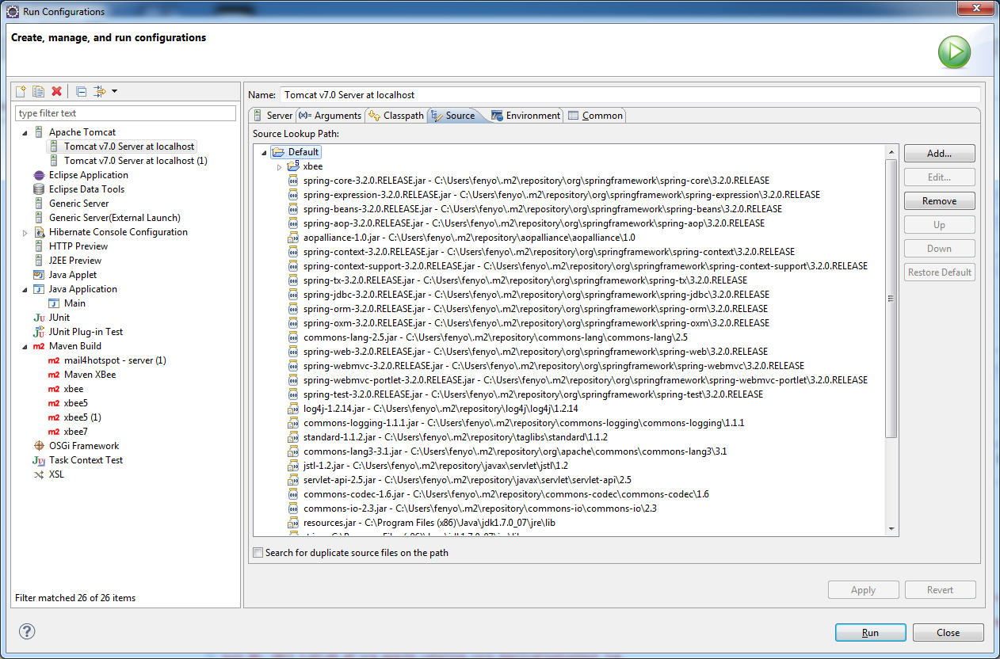 Run Configurations
Create, manage, and run configurations
type filter text
Apache Tomcat
Tomcat v7.0 Server at localhost
Tomcat v7.0 Server at localhost (1)
Eclipse Application
Eclipse Data Tools
Generic Server
Generic Server(External Launch)
Hibernate Console Configuration
HTTP Preview
J2EE Preview
Java Applet
Java Application
Main
JUnit
JUnit Plug-in Test
Maven Build
mail4hotspot - server (1)
Maven XBee
xbee
xbee5
xbee5 (1)
xbee7
OSGi Framework
Task Context Test
XSL
Filter matched 26 of 26 items
Name: Tomcat v7.0 Server at localhost
Server (x)= Arguments Classpath Source Environment Common
Source Lookup Path:
Default
xbee
spring-core-3.2.0.RELEASE.jar - C:\Users\fenyo\.m2\repository\org\springframework\spring-core\3.2.0.RELEASE
spring-expression-3.2.0.RELEASE.jar - C:\Users\fenyo\.m2\repository\org\springframework\spring-expression\3.2.0.RELEASE
spring-beans-3.2.0.RELEASE.jar - C:\Users\fenyo\.m2\repository\org\springframework\spring-beans\3.2.0.RELEASE
spring-aop-3.2.0.RELEASE.jar - C:\Users\fenyo\.m2\repository\org\springframework\spring-aop\3.2.0.RELEASE
aopalliance-1.0.jar - C:\Users\fenyo\.m2\repository\aopalliance\aopalliance\1.0
spring-context-3.2.0.RELEASE.jar - C:\Users\fenyo\.m2\repository\org\springframework\spring-context\3.2.0.RELEASE
spring-context-support-3.2.0.RELEASE.jar - C:\Users\fenyo\.m2\repository\org\springframework\spring-context-support\3.2.0.RELEASE
spring-tx-3.2.0.RELEASE.jar - C:\Users\fenyo\.m2\repository\org\springframework\spring-tx\3.2.0.RELEASE
spring-jdbc-3.2.0.RELEASE.jar - C:\Users\fenyo\.m2\repository\org\springframework\spring-jdbc\3.2.0.RELEASE
spring-orm-3.2.0.RELEASE.jar - C:\Users\fenyo\.m2\repository\org\springframework\spring-orm\3.2.0.RELEASE
spring-oxm-3.2.0.RELEASE.jar - C:\Users\fenyo\.m2\repository\org\springframework\spring-oxm\3.2.0.RELEASE
commons-lang-2.5.jar - C:\Users\fenyo\.m2\repository\commons-lang\commons-lang\2.5
spring-web-3.2.0.RELEASE.jar - C:\Users\fenyo\.m2\repository\org\springframework\spring-web\3.2.0.RELEASE
spring-webmvc-3.2.0.RELEASE.jar - C:\Users\fenyo\.m2\repository\org\springframework\spring-webmvc\3.2.0.RELEASE
spring-webmvc-portlet-3.2.0.RELEASE.jar - C:\Users\fenyo\.m2\repository\org\springframework\spring-webmvc-portlet\3.2.0.RELEASE
spring-test-3.2.0.RELEASE.jar - C:\Users\fenyo\.m2\repository\org\springframework\spring-test\3.2.0.RELEASE
log4j-1.2.14.jar - C:\Users\fenyo\.m2\repository\log4j\log4j\1.2.14
commons-logging-1.1.1.jar - C:\Users\fenyo\.m2\repository\commons-logging\commons-logging\1.1.1
standard-1.1.2.jar - C:\Users\fenyo\.m2\repository\taglibs\standard\1.1.2
commons-lang3-3.1.jar - C:\Users\fenyo\.m2\repository\org\apache\commons\commons-lang3\3.1
jstl-1.2.jar - C:\Users\fenyo\.m2\repository\javax\servlet\jstl\1.2
servlet-api-2.5.jar - C:\Users\fenyo\.m2\repository\javax\servlet\servlet-api\2.5
commons-codec-1.6.jar - C:\Users\fenyo\.m2\repository\commons-codec\commons-codec\1.6
commons-io-2.3.jar - C:\Users\fenyo\.m2\repository\commons-io\commons-io\2.3
resources.jar - C:\Program Files (x86)\Java\jdk1.7.0_07\jre\lib
Add...
Edit...
Remove
Up
Down
Restore Default
Search for duplicate source files on the path
Apply
Revert
Run
Close